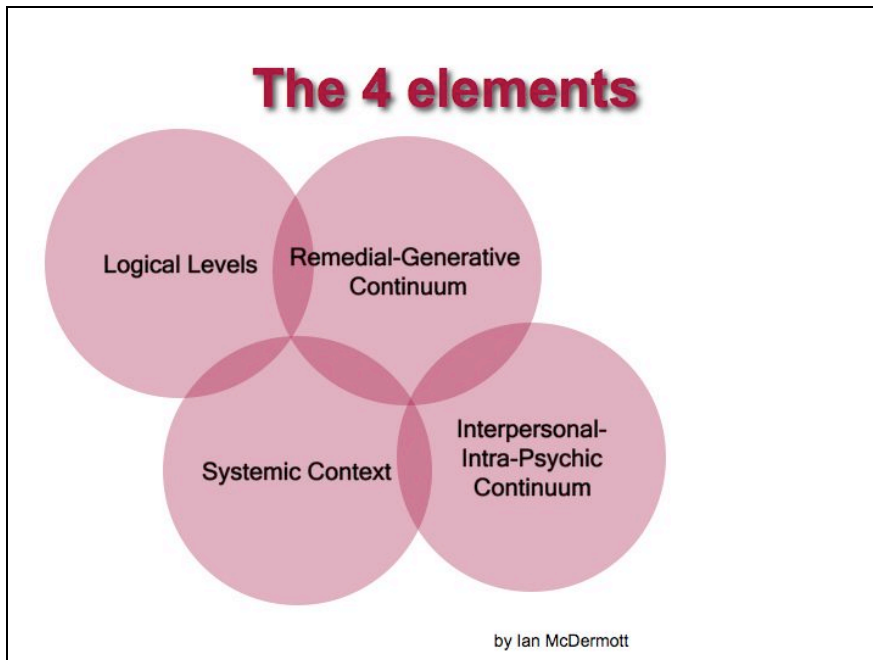 The 4 elements
Logical Levels
Remedial-Generative
Continuum
Systemic Context
Interpersonal-
Intra-Psychic
Continuum
by Ian McDermott